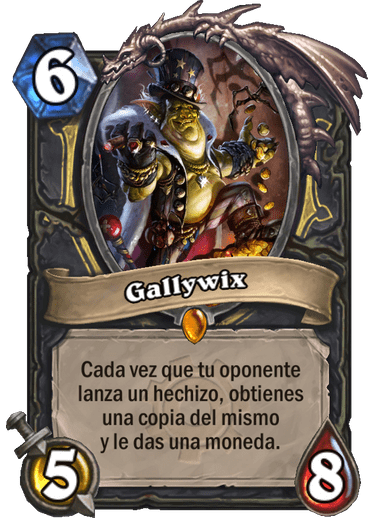 6
Gallywix
Cada vez que tu oponente
lanza un hechizo, obtienes
una copia del mismo
y le das una moneda.
5
8